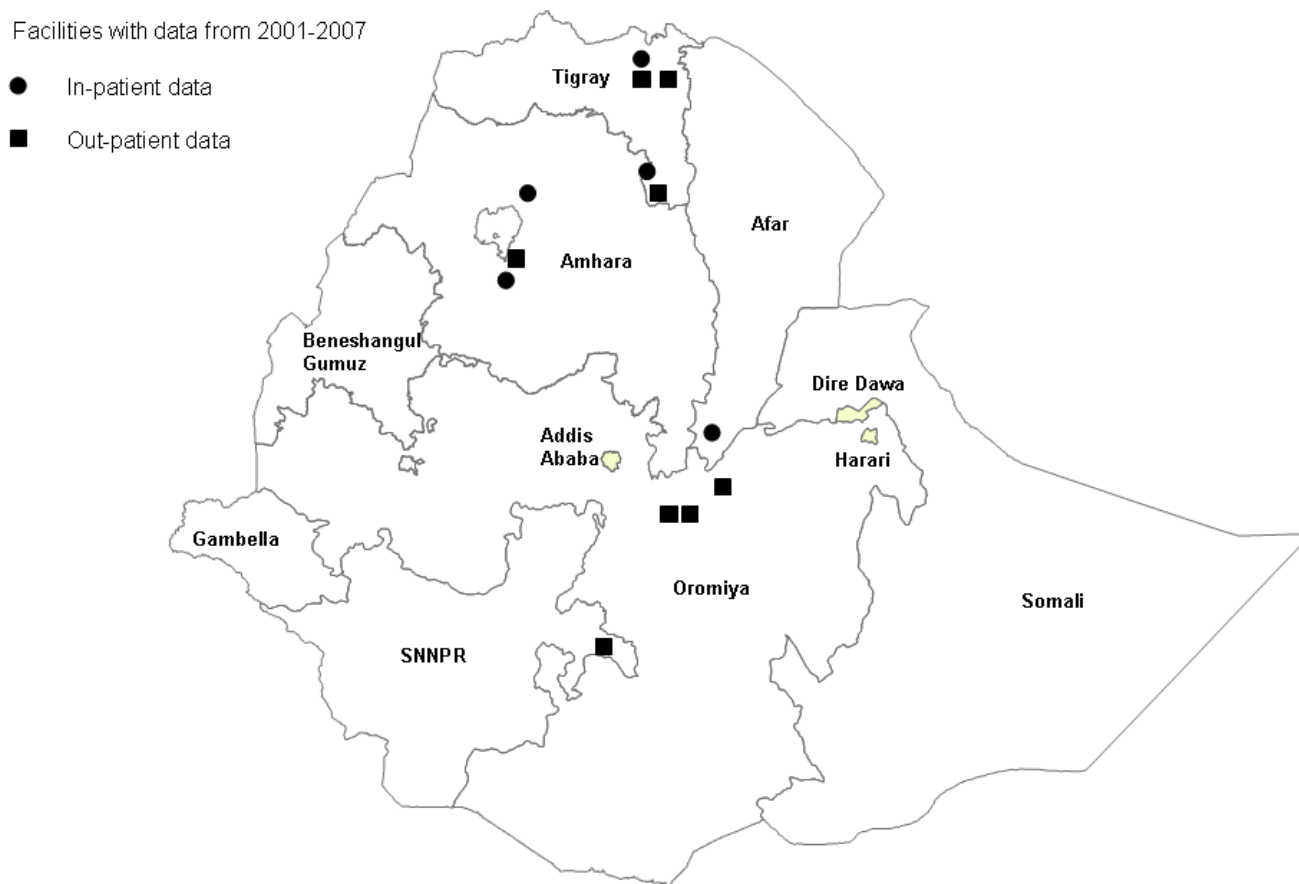 Facilities with data from 2001-2007
In-patient data
Out-patient data
Tigray
Afar
Amhara
Beneshangul
Gumuz
Dire Dawa
Addis
Ababa
Harari
Gambella
Oromiya
Somali
SNNPR